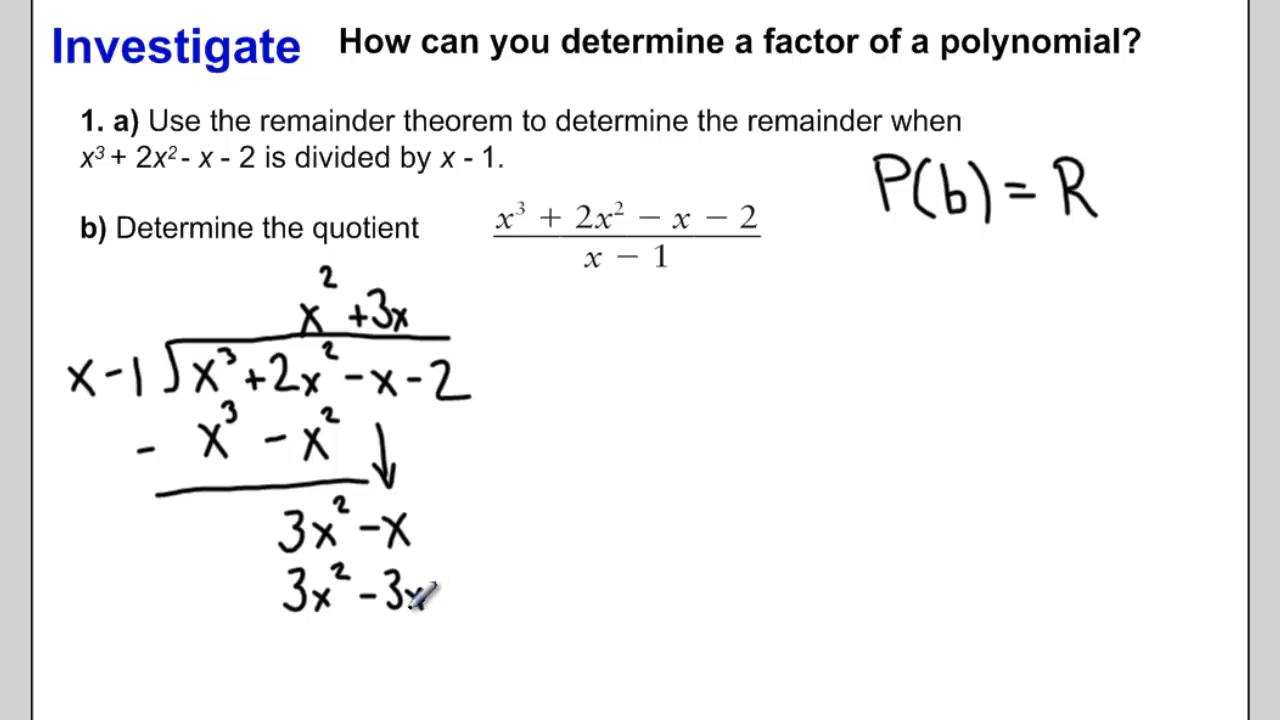 Investigate How can you determine a factor of a polynomial?
1. a) Use the remainder theorem to determine the remainder when
x³ + 2x² - x - 2 is divided by x - 1.
P(b) = R
b) Determine the quotient (x³ + 2x² − x − 2) / (x − 1)
x² + 3x
x - 1 ) x³ + 2x² - x - 2
- x³ - x² ↓
3x² - x
3x² - 3x